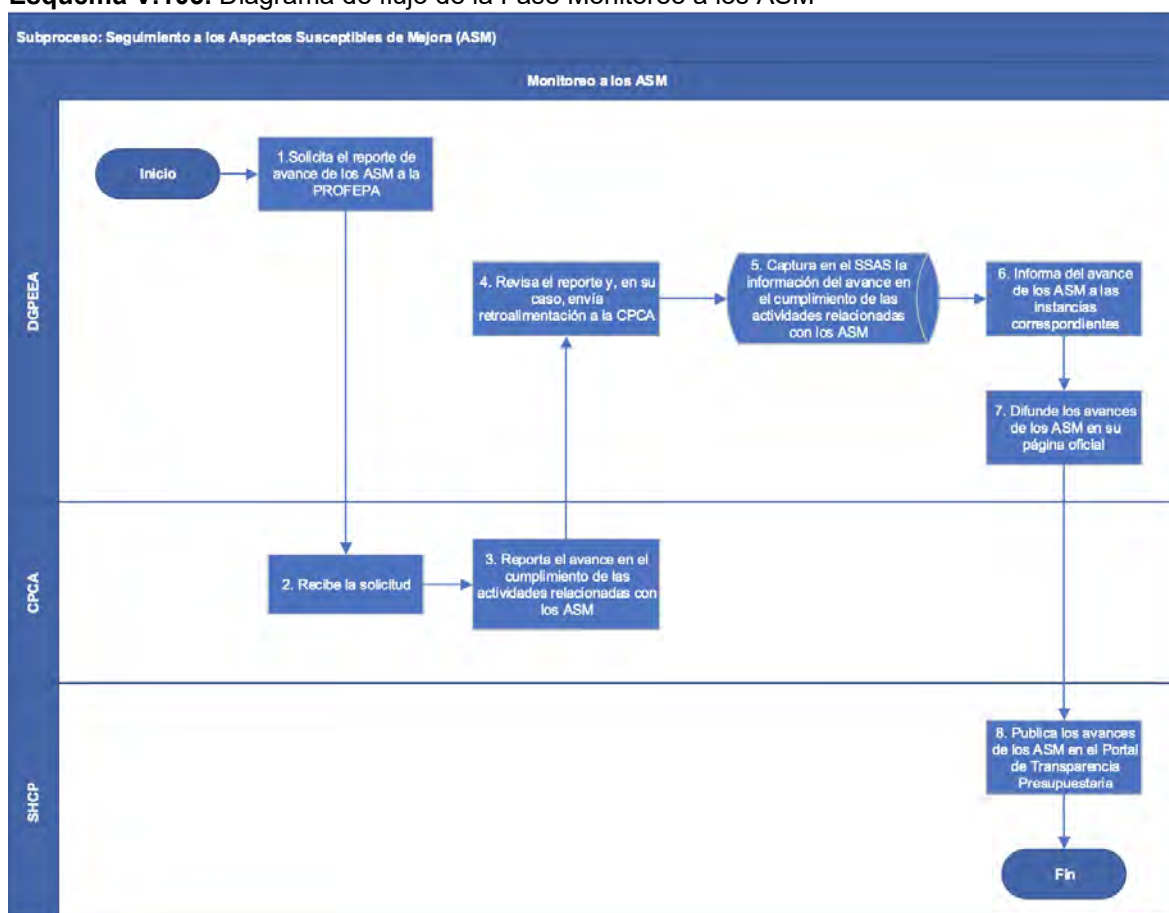 Esquema V.10c. Diagrama de flujo de la Fase Monitoreo a los ASM
Subproceso: Seguimiento a los Aspectos Susceptibles de Mejora (ASM)
Monitoreo a los ASM
DGPEEA
Inicio
1.Solicita el reporte de
avance de los ASM a la
PROFEPA
4. Revisa el reporte y, en su
caso, envía
retroalimentación a la CPCA
5. Captura en el SSAS la
información del avance en
el cumplimiento de las
actividades relacionadas
con los ASM
6. Informa del avance
de los ASM a las
instancias
correspondientes
7. Difunde los avances
de los ASM en su
página oficial
CPCA
2. Recibe la solicitud
3. Reporta el avance en el
cumplimiento de las
actividades relacionadas con
los ASM
SHCP
8. Publica los avances
de los ASM en el Portal
de Transparencia
Presupuestaria
Fin